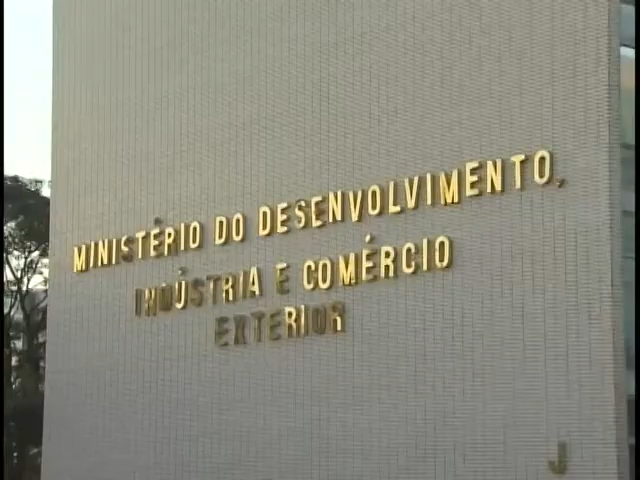 MINISTÉRIO DO DESENVOLVIMENTO,
INDÚSTRIA E COMÉRCIO
EXTERIOR
J